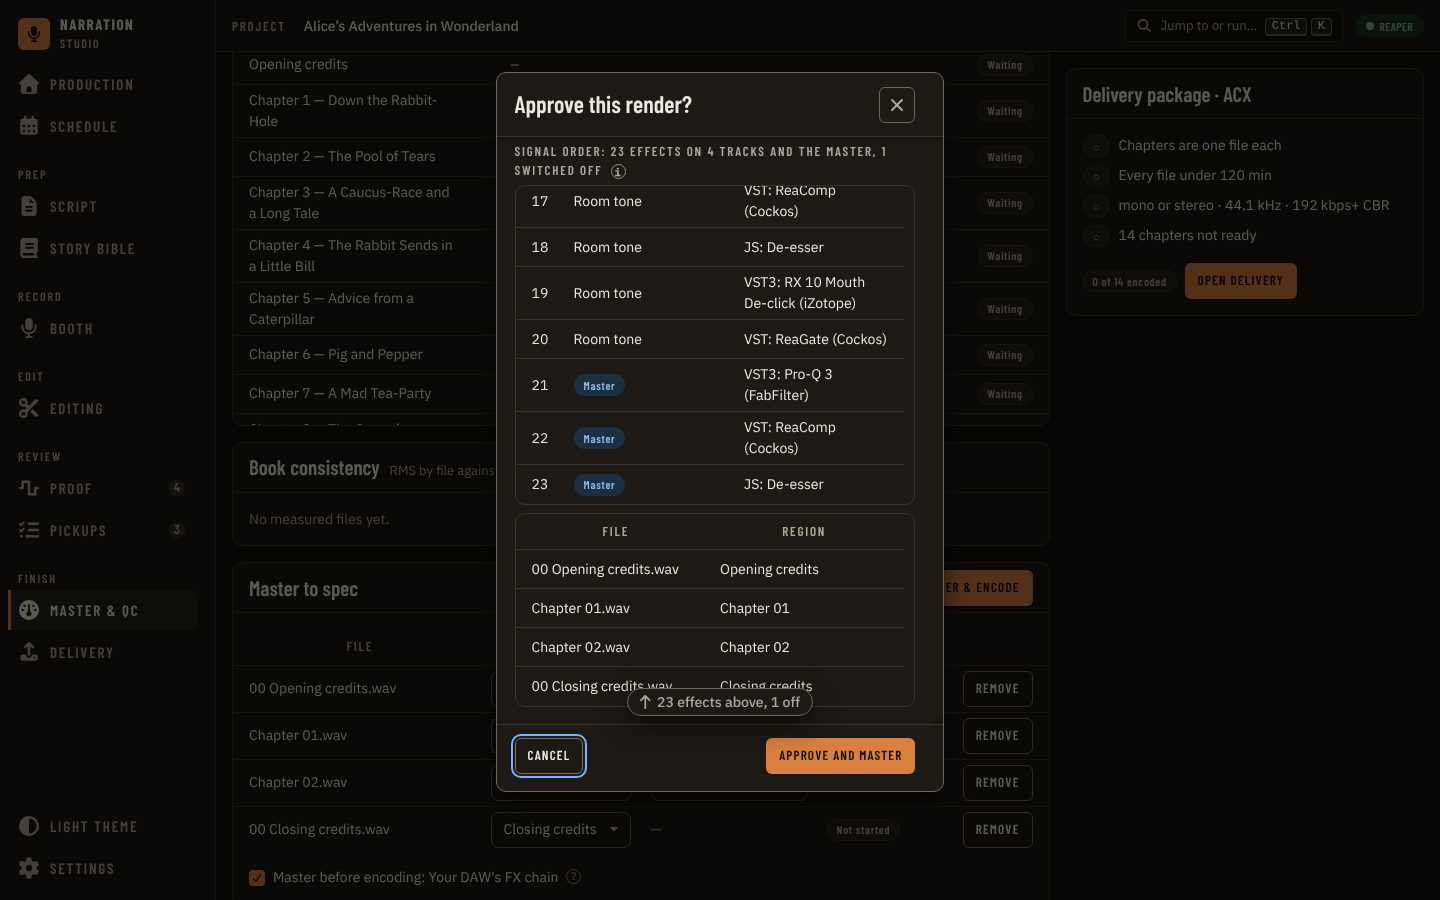 NARRATION
STUDIO
PROJECT Alice's Adventures in Wonderland
Jump to or run... Ctrl K
REAPER
PRODUCTION
SCHEDULE
PREP
SCRIPT
STORY BIBLE
RECORD
BOOTH
EDIT
EDITING
REVIEW
PROOF 4
PICKUPS 3
FINISH
MASTER & QC
DELIVERY
LIGHT THEME
SETTINGS
Opening credits — Waiting
Chapter 1 — Down the Rabbit-
Hole
Waiting
Chapter 2 — The Pool of Tears Waiting
Chapter 3 — A Caucus-Race and
a Long Tale
Waiting
Chapter 4 — The Rabbit Sends in
a Little Bill
Waiting
Chapter 5 — Advice from a
Caterpillar
Waiting
Chapter 6 — Pig and Pepper Waiting
Chapter 7 — A Mad Tea-Party Waiting
Book consistency RMS by file agains
No measured files yet.
Master to spec
ER & ENCODE
FILE
00 Opening credits.wav REMOVE
Chapter 01.wav REMOVE
Chapter 02.wav REMOVE
00 Closing credits.wav Closing credits — Not started REMOVE
Master before encoding: Your DAW's FX chain ?
Delivery package · ACX
Chapters are one file each
Every file under 120 min
mono or stereo · 44.1 kHz · 192 kbps+ CBR
14 chapters not ready
0 of 14 encoded OPEN DELIVERY
Approve this render?
SIGNAL ORDER: 23 EFFECTS ON 4 TRACKS AND THE MASTER, 1
SWITCHED OFF i
17 Room tone VST: ReaComp
(Cockos)
18 Room tone JS: De-esser
19 Room tone VST3: RX 10 Mouth
De-click (iZotope)
20 Room tone VST: ReaGate (Cockos)
21 Master VST3: Pro-Q 3
(FabFilter)
22 Master VST: ReaComp
(Cockos)
23 Master JS: De-esser
FILE REGION
00 Opening credits.wav Opening credits
Chapter 01.wav Chapter 01
Chapter 02.wav Chapter 02
00 Closing credits.wav Closing credits
↑ 23 effects above, 1 off
CANCEL APPROVE AND MASTER